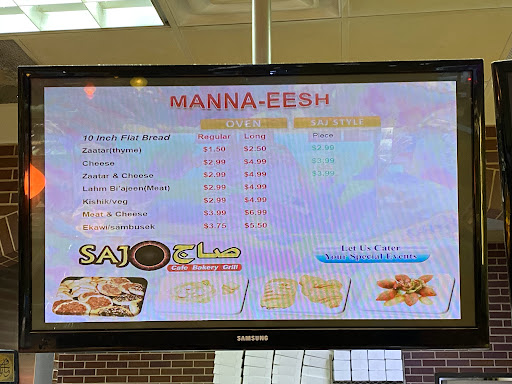 MANNA-EESH
OVEN SAJ STYLE
10 Inch Flat Bread Regular Long Piece
Zaatar(thyme) $1.50 $2.50 $2.99
Cheese $2.99 $4.99 $3.99
Zaatar & Cheese $2.99 $4.99 $3.99
Lahm Bi'ajeen(Meat) $2.99 $4.99
Kishik/veg $2.99 $4.99
Meat & Cheese $3.99 $6.99
Ekawi/sambusek $3.75 $5.50
SAJ صاج
Cafe Bakery Grill
Let Us Cater
Your Special Events
SAMSUNG